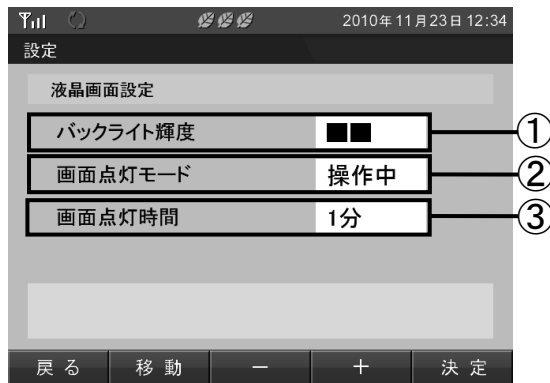 2010年11月23日 12:34
設定
液晶画面設定
バックライト輝度 ■■ ①
画面点灯モード 操作中 ②
画面点灯時間 1分 ③
戻る 移動 － ＋ 決定